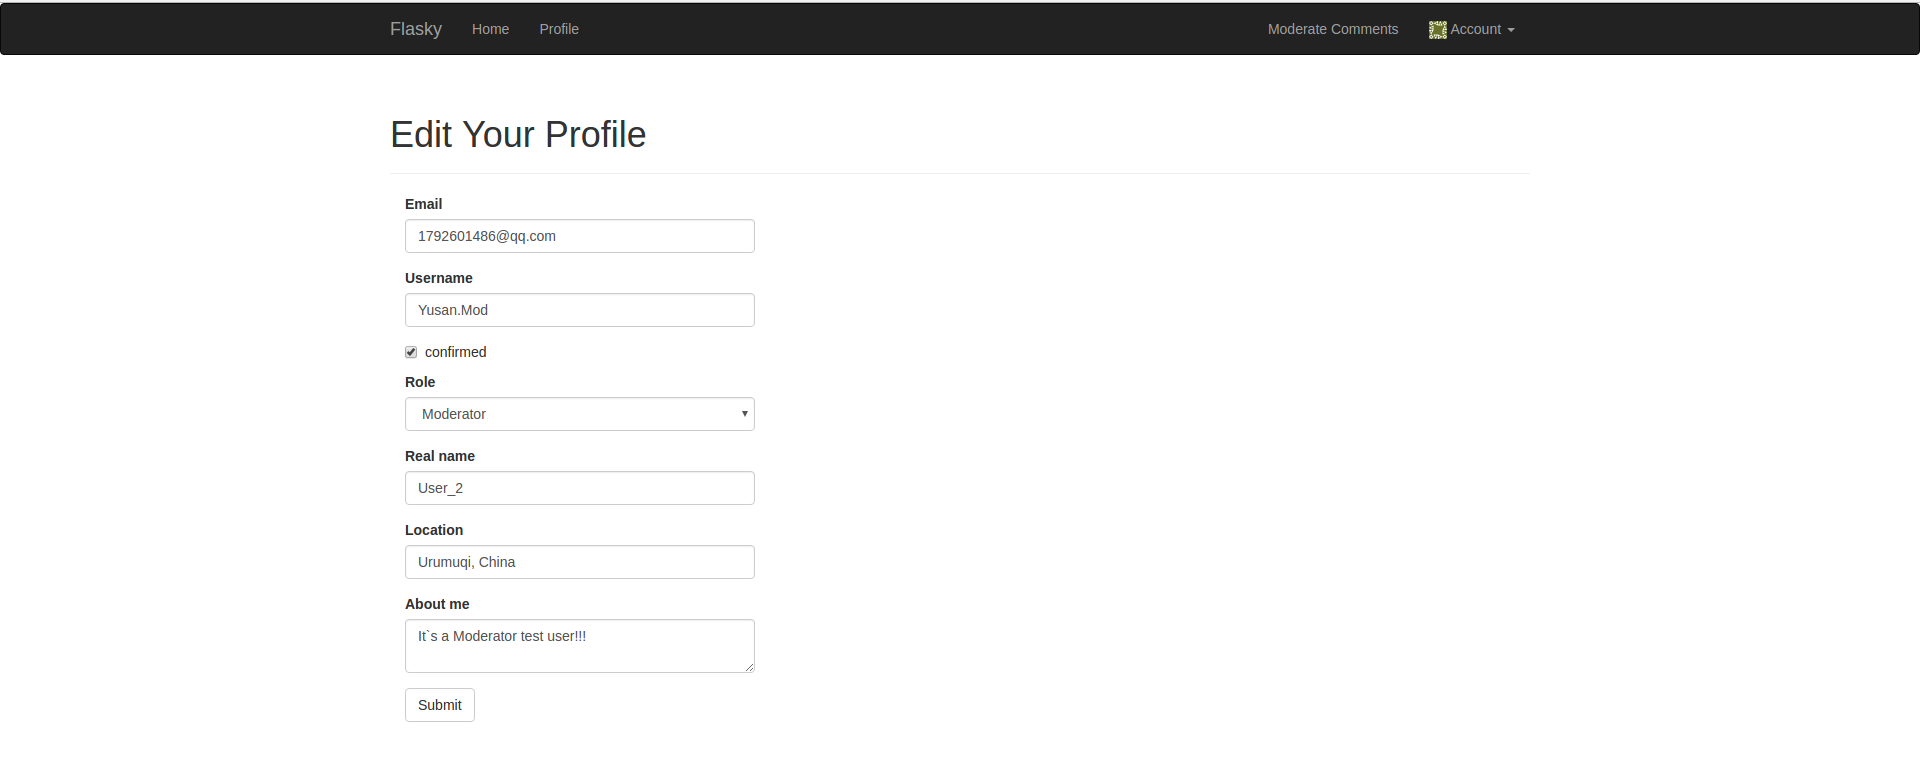 Flasky Home Profile Moderate Comments Account
Edit Your Profile
Email
1792601486@qq.com
Username
Yusan.Mod
confirmed
Role
Moderator
Real name
User_2
Location
Urumuqi, China
About me
It`s a Moderator test user!!!
Submit